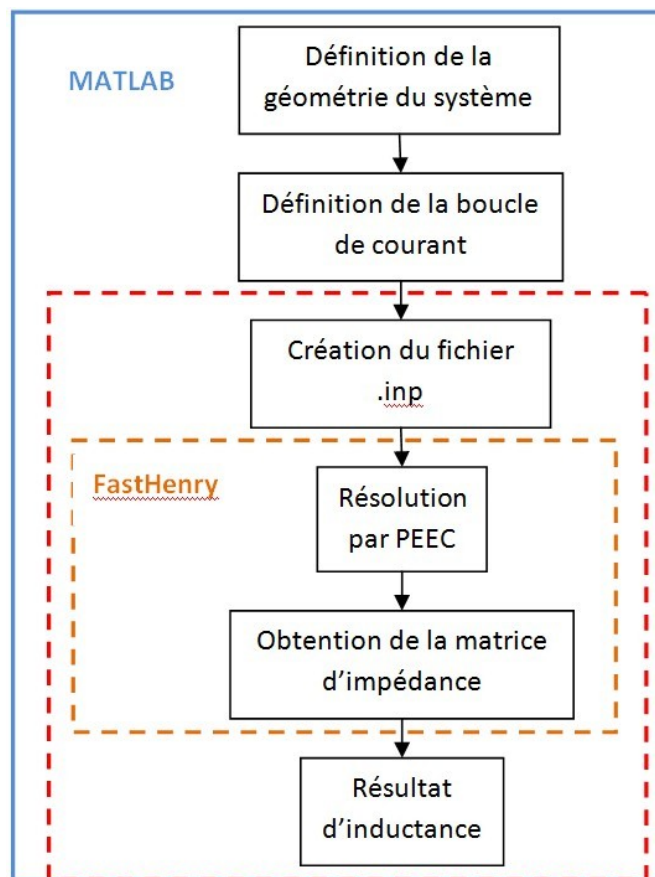 MATLAB
Définition de la
géométrie du système
Définition de la boucle
de courant
Création du fichier
.inp
FastHenry
Résolution
par PEEC
Obtention de la matrice
d'impédance
Résultat
d'inductance